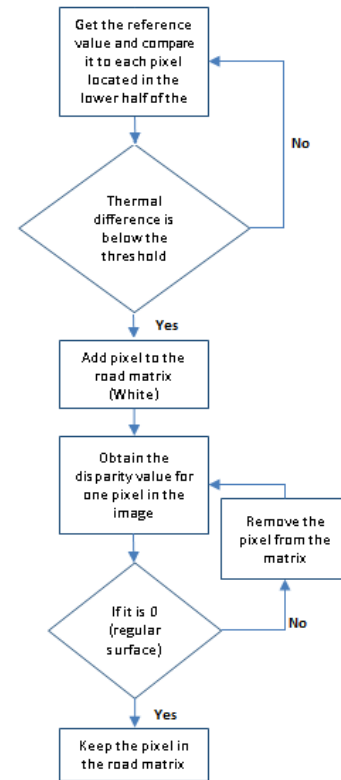 Get the reference
value and compare
it to each pixel
located in the
lower half of the
No
Thermal
difference is
below the
threshold
Yes
Add pixel to the
road matrix
(White)
Obtain the
disparity value for
one pixel in the
image
Remove the
pixel from the
matrix
If it is 0
(regular
surface)
No
Yes
Keep the pixel in
the road matrix